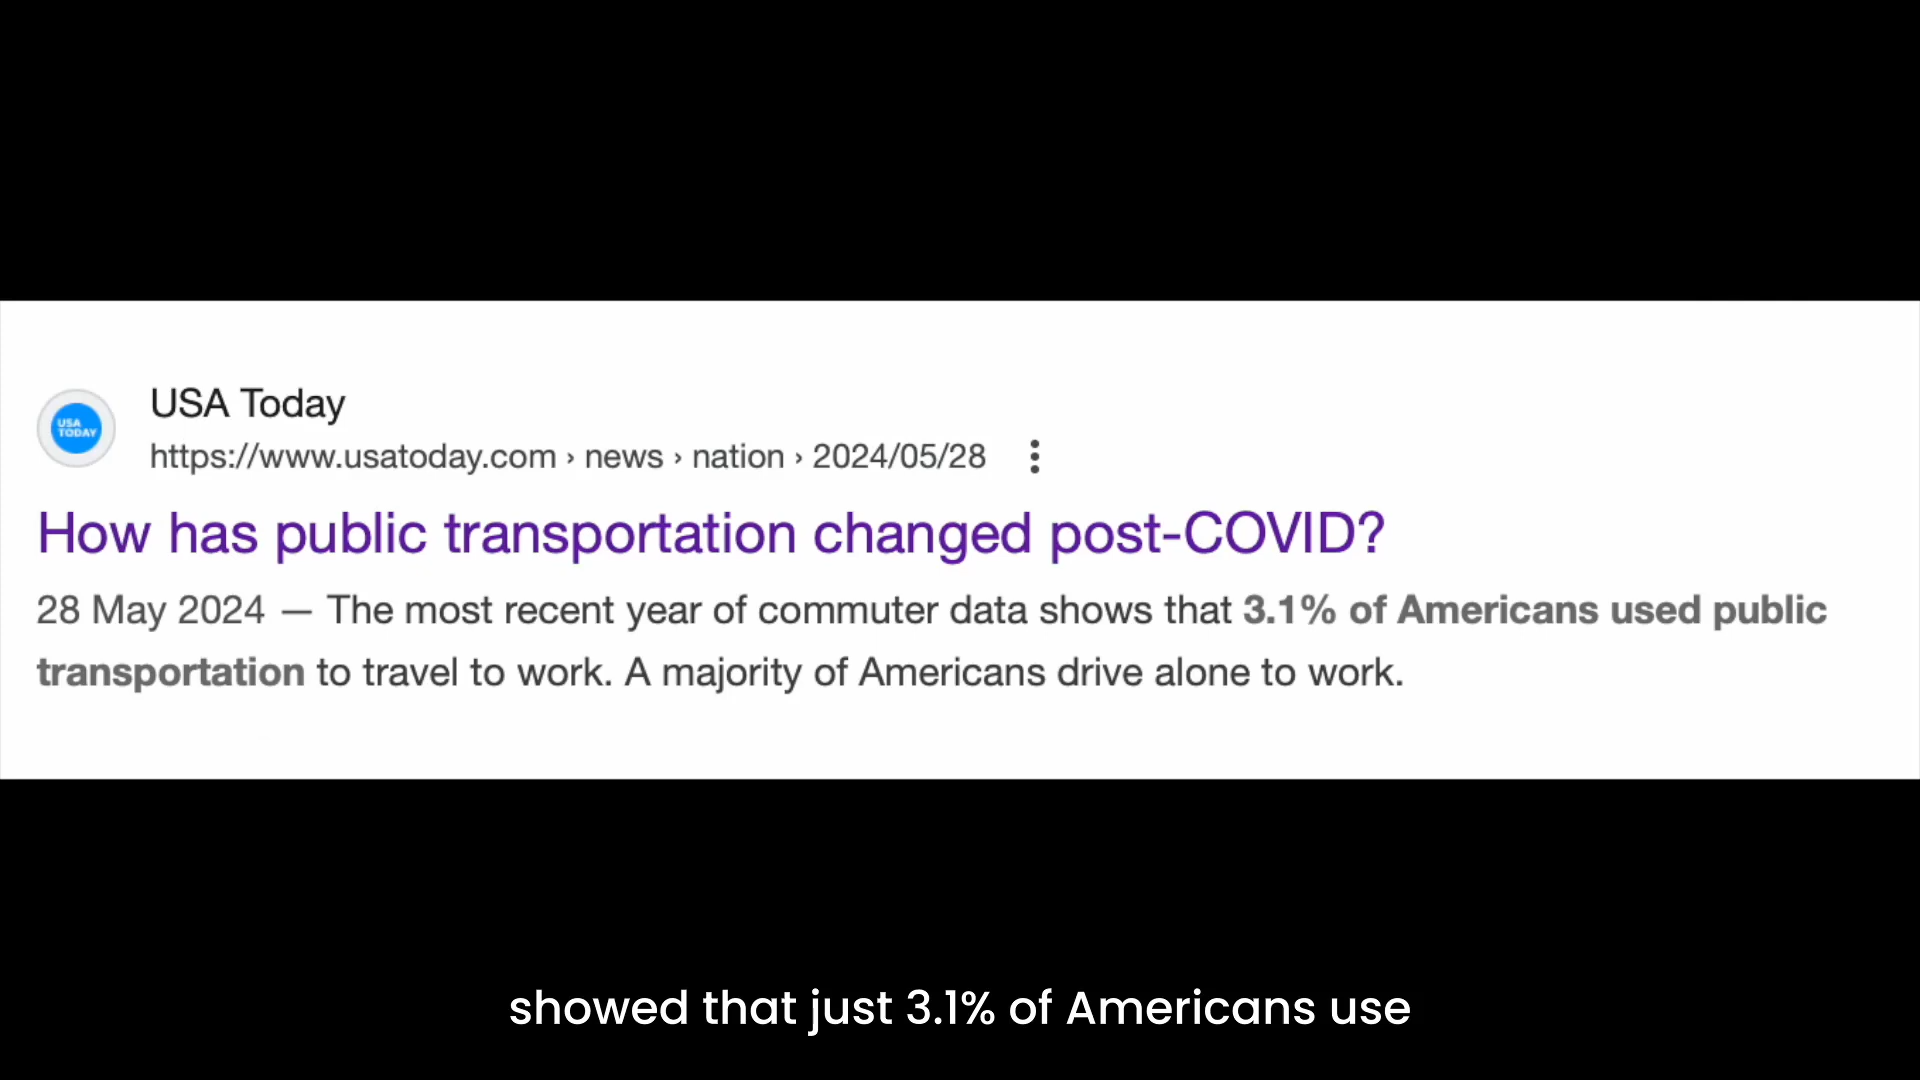 USA Today
USA
TODAY
https://www.usatoday.com › news › nation › 2024/05/28
How has public transportation changed post-COVID?
28 May 2024 — The most recent year of commuter data shows that 3.1% of Americans used public
transportation to travel to work. A majority of Americans drive alone to work.
showed that just 3.1% of Americans use